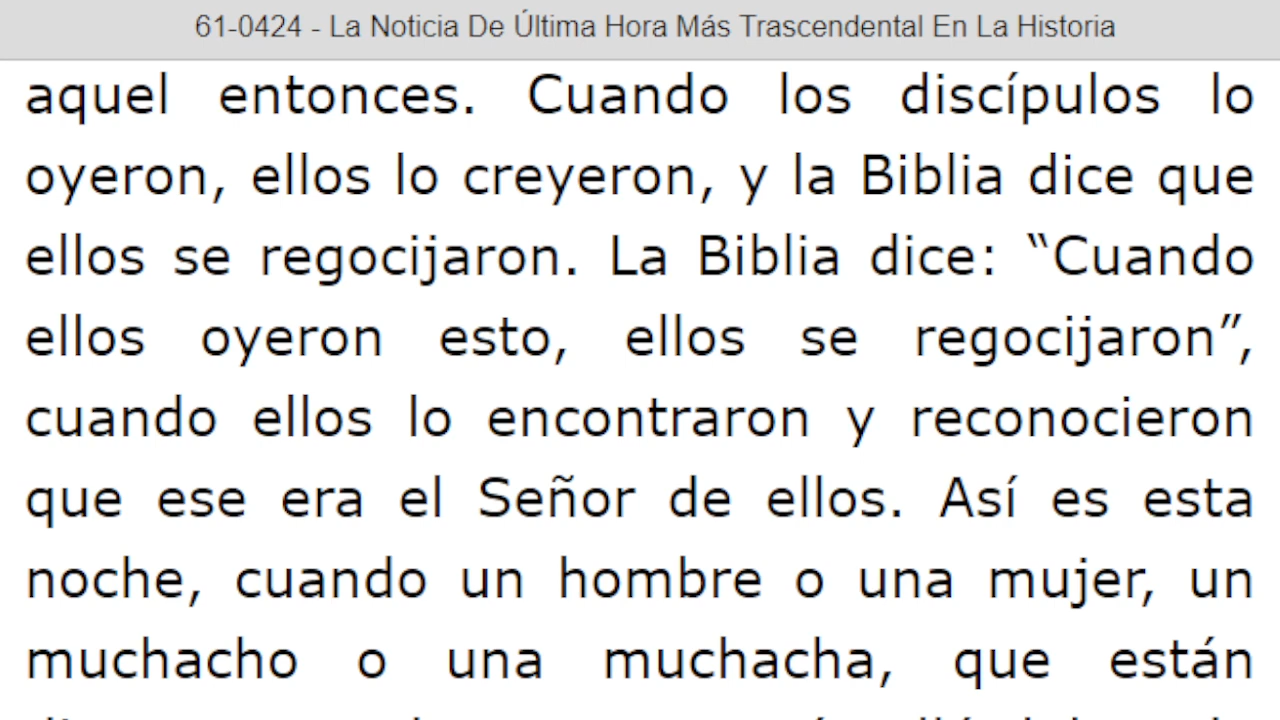 61-0424 - La Noticia De Última Hora Más Trascendental En La Historia
aquel entonces. Cuando los discípulos lo
oyeron, ellos lo creyeron, y la Biblia dice que
ellos se regocijaron. La Biblia dice: “Cuando
ellos oyeron esto, ellos se regocijaron”,
cuando ellos lo encontraron y reconocieron
que ese era el Señor de ellos. Así es esta
noche, cuando un hombre o una mujer, un
muchacho o una muchacha, que están